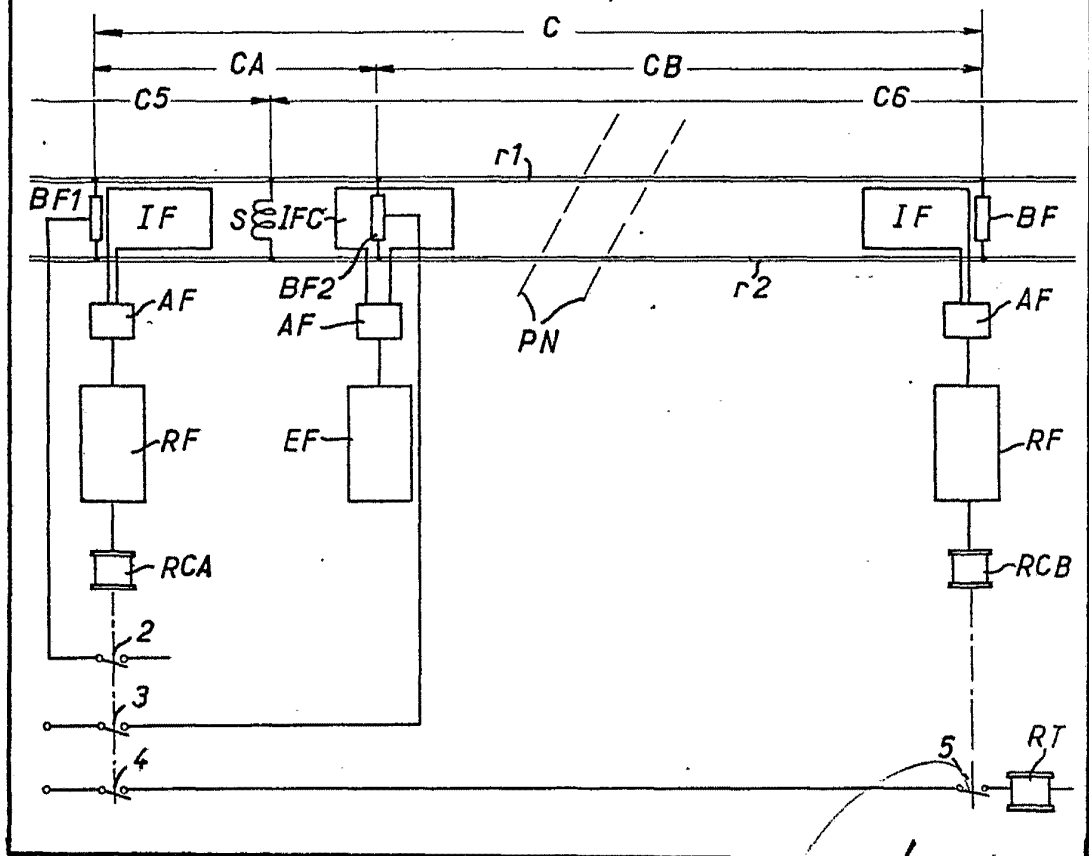 C
CA CB
C5 C6
r1
BF1 IF S IFC IF BF
BF2 r2
AF AF PN AF
RF EF RF
RCA RCB
2
3
4 5 RT